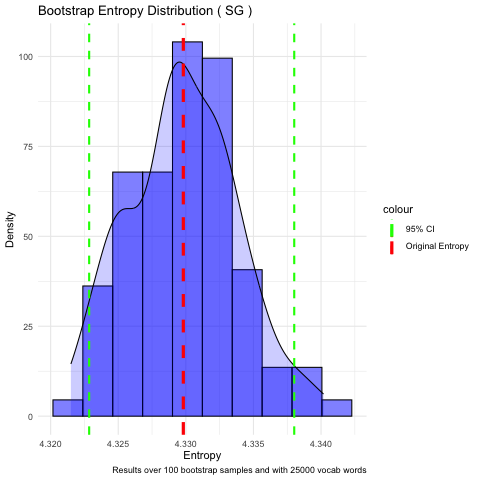 Bootstrap Entropy Distribution ( SG )
Density
100
75
50
25
0
4.320 4.325 4.330 4.335 4.340
Entropy
Results over 100 bootstrap samples and with 25000 vocab words
colour
95% CI
Original Entropy